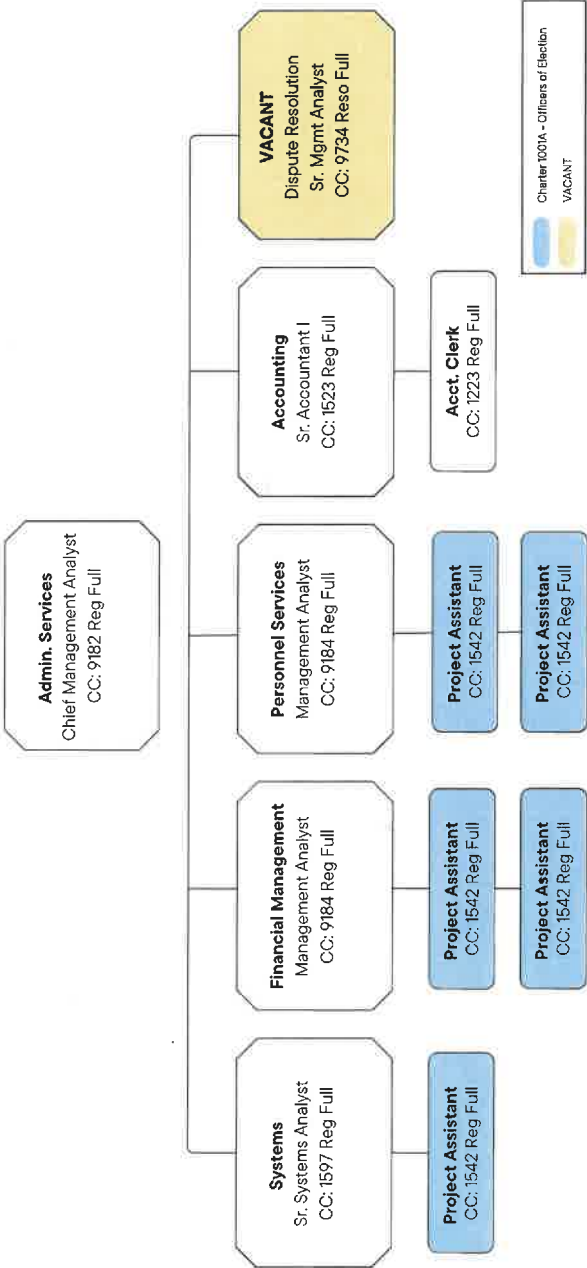 Admin. Services
Chief Management Analyst
CC: 9182 Reg Full
Systems
Sr. Systems Analyst
CC: 1597 Reg Full
Project Assistant
CC: 1542 Reg Full
Financial Management
Management Analyst
CC: 9184 Reg Full
Project Assistant
CC: 1542 Reg Full
Project Assistant
CC: 1542 Reg Full
Personnel Services
Management Analyst
CC: 9184 Reg Full
Project Assistant
CC: 1542 Reg Full
Project Assistant
CC: 1542 Reg Full
Accounting
Sr. Accountant I
CC: 1523 Reg Full
Acct. Clerk
CC: 1223 Reg Full
VACANT
Dispute Resolution
Sr. Mgmt Analyst
CC: 9734 Reso Full
Charter 1001A - Officers of Election
VACANT